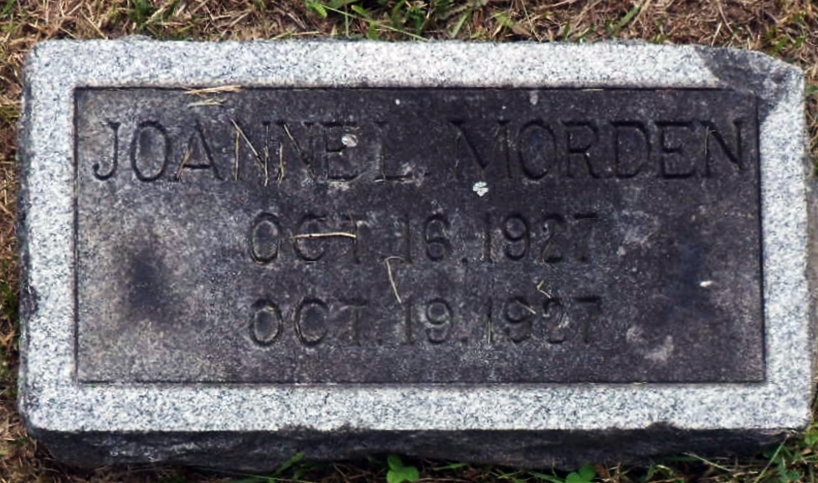 JOANNE L. MORDEN
OCT. 16. 1927
OCT. 19. 1927